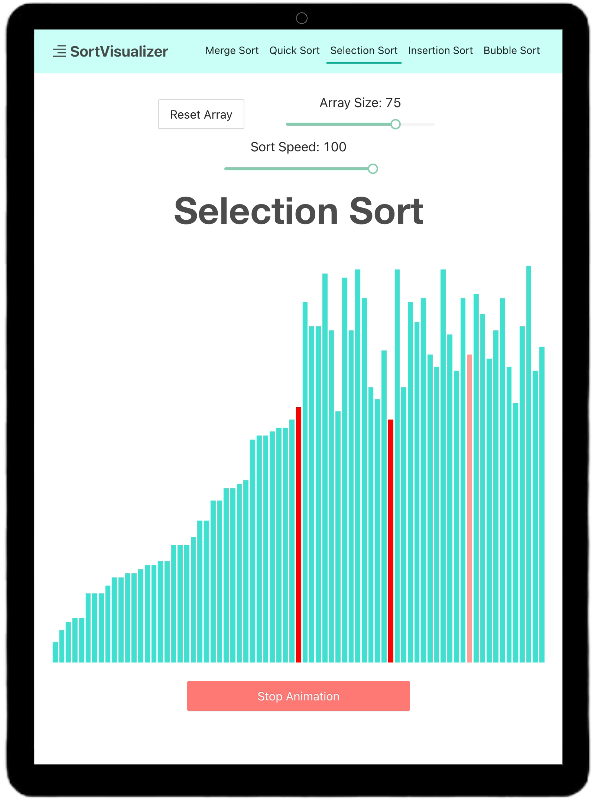 SortVisualizer Merge Sort Quick Sort Selection Sort Insertion Sort Bubble Sort
Reset Array
Array Size: 75
Sort Speed: 100
Selection Sort
Stop Animation